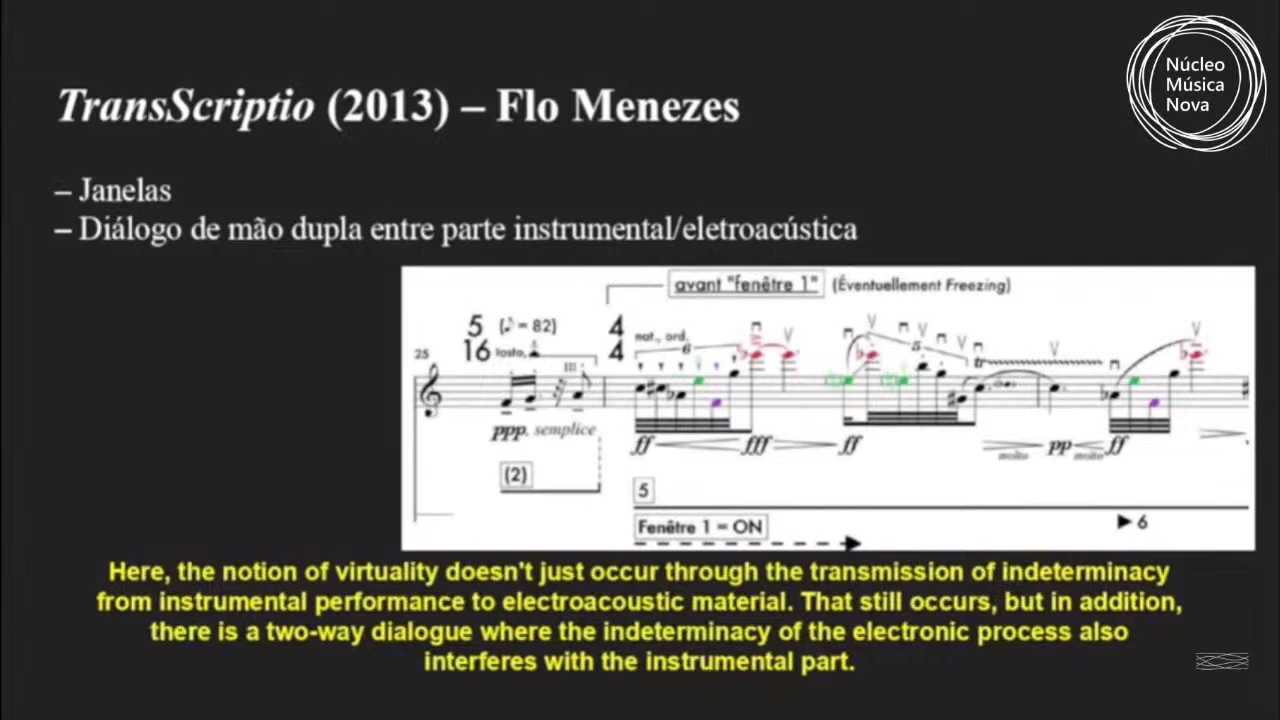 Núcleo
Música
Nova
TransScriptio (2013) – Flo Menezes
– Janelas
– Diálogo de mão dupla entre parte instrumental/eletroacústica
avant "fenêtre 1" (Éventuellement Freezing)
5 (♪= 82) 4
16 tasto, 4 nat., ord.
25
III
6
5
tr
ff fff ff molto pp molto ff
ppp, semplice
(2)
5
Fenêtre 1 = ON
▶ 6
Here, the notion of virtuality doesn't just occur through the transmission of indeterminacy
from instrumental performance to electroacoustic material. That still occurs, but in addition,
there is a two-way dialogue where the indeterminacy of the electronic process also
interferes with the instrumental part.